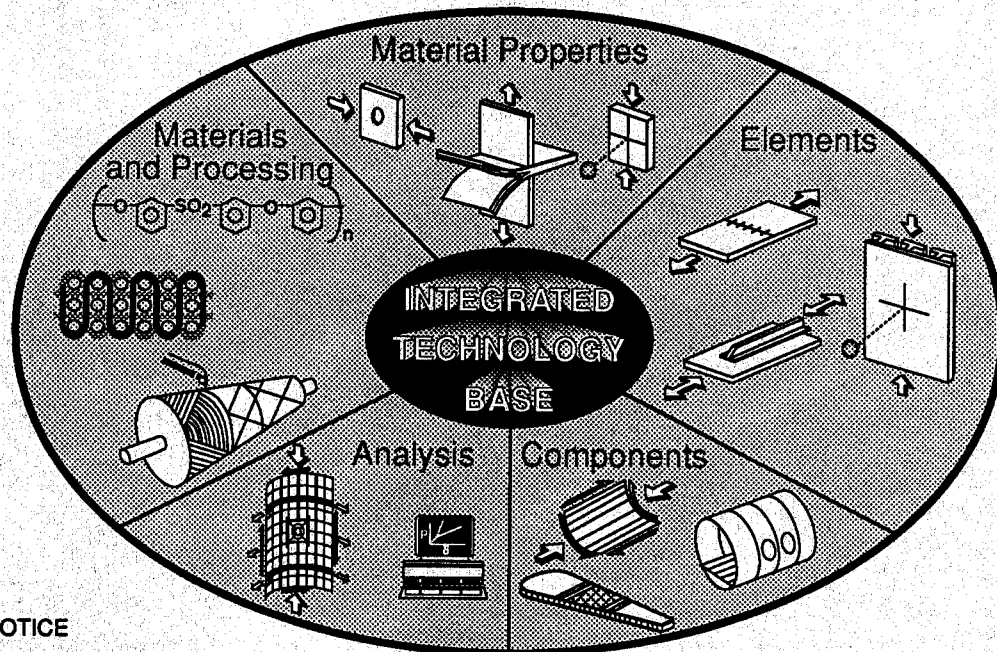 Material Properties
Materials
and Processing
Elements
O SO2 O
n
INTEGRATED
TECHNOLOGY
BASE
Analysis
Components
P
δ
OTICE